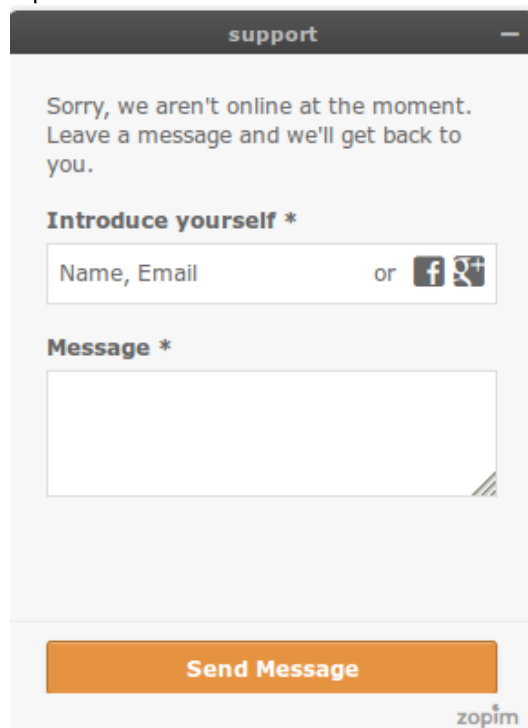 support
Sorry, we aren't online at the moment.
Leave a message and we'll get back to
you.
Introduce yourself *
Name, Email or f g+
Message *
Send Message
zopim